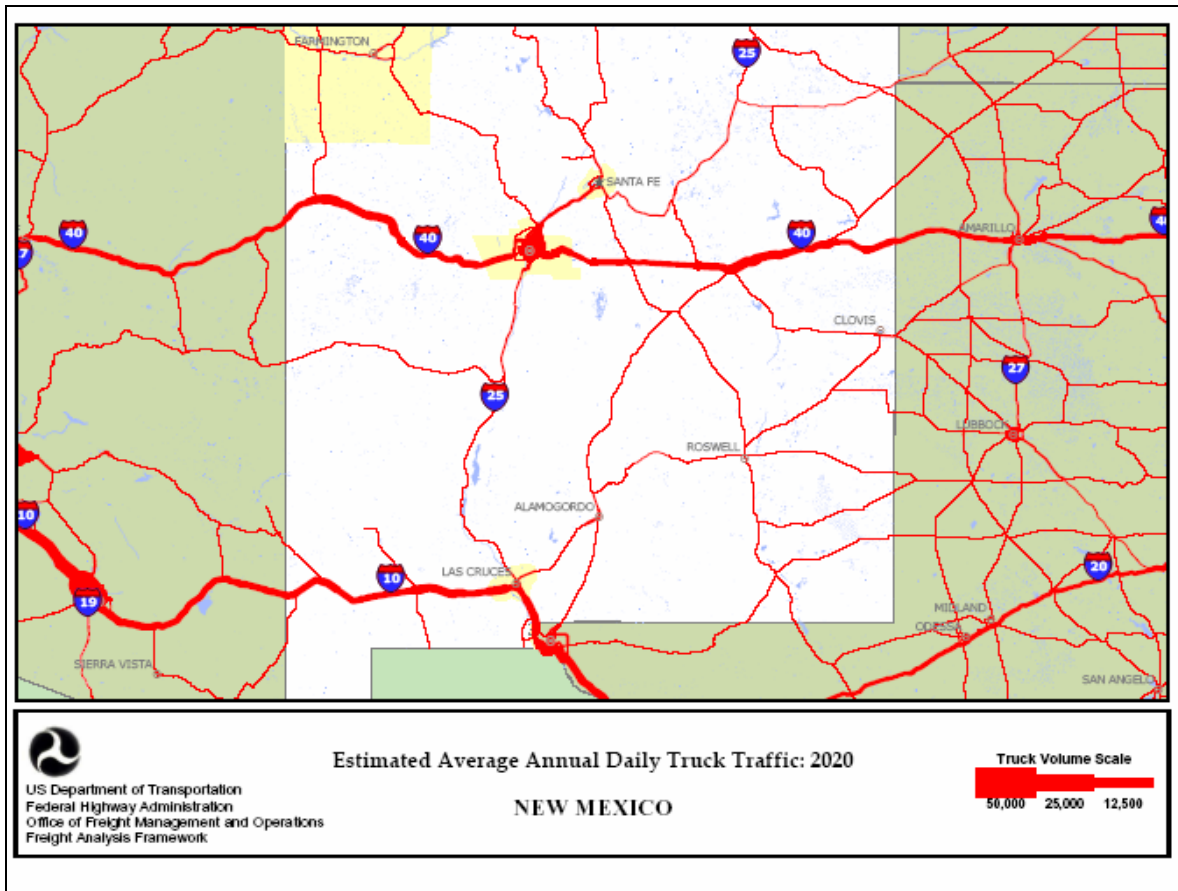 FARMINGTON
25
SANTA FE
40
40
40
40
AMARILLO
7
CLOVIS
27
25
LUBBOCK
ROSWELL
ALAMOGORDO
10
LAS CRUCES
10
20
19
MIDLAND
ODESSA
SIERRA VISTA
SAN ANGELO
US Department of Transportation
Federal Highway Administration
Office of Freight Management and Operations
Freight Analysis Framework
Estimated Average Annual Daily Truck Traffic: 2020
NEW MEXICO
Truck Volume Scale
50,000 25,000 12,500